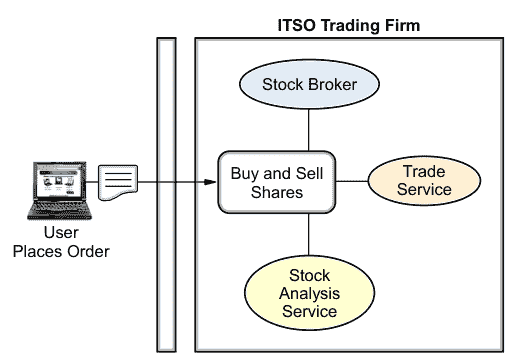 ITSO Trading Firm
Stock Broker
Buy and Sell
Shares
Trade
Service
User
Places Order
Stock
Analysis
Service